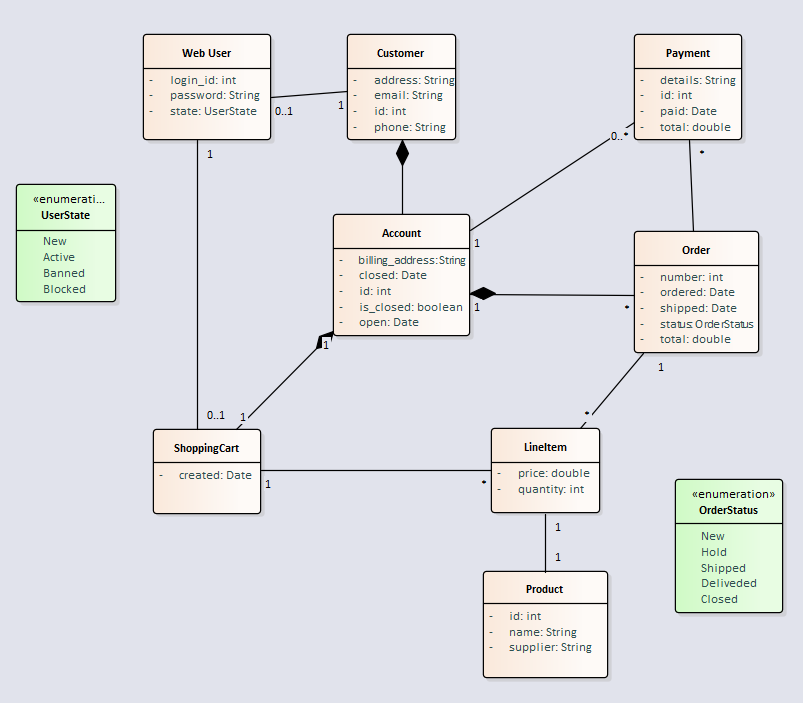 Web User
- login_id: int
- password: String
- state: UserState
Customer
- address: String
- email: String
- id: int
- phone: String
Payment
- details: String
- id: int
- paid: Date
- total: double
0..1
1
0..*
1
*
«enumerati...
UserState
New
Active
Banned
Blocked
Account
- billing_address:String
- closed: Date
- id: int
- is_closed: boolean
- open: Date
1
Order
- number: int
- ordered: Date
- shipped: Date
- status: OrderStatus
- total: double
1
*
1
1
0..1
1
*
ShoppingCart
- created: Date
LineItem
- price: double
- quantity: int
1
*
«enumeration»
OrderStatus
New
Hold
Shipped
Deliveded
Closed
1
1
Product
- id: int
- name: String
- supplier: String